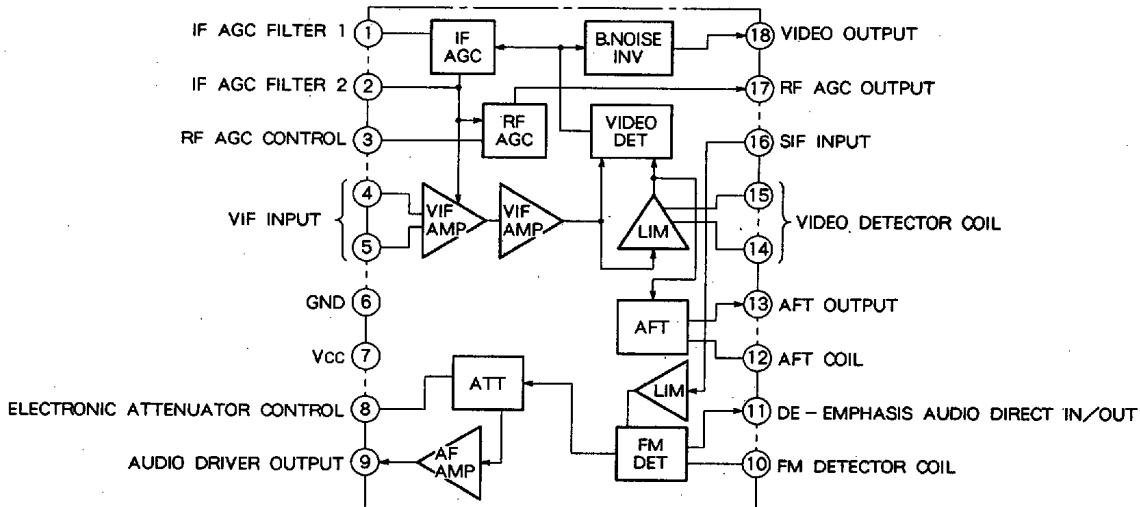 IF AGC FILTER 1
1
IF AGC FILTER 2
2
RF AGC CONTROL
3
VIF INPUT
4
5
GND
6
Vcc
7
ELECTRONIC ATTENUATOR CONTROL
8
AUDIO DRIVER OUTPUT
9
IF
AGC
B.NOISE
INV
RF
AGC
VIDEO
DET
VIF
AMP
VIF
AMP
LIM
AFT
LIM
ATT
FM
DET
AF
AMP
18
VIDEO OUTPUT
17
RF AGC OUTPUT
16
SIF INPUT
15
14
VIDEO DETECTOR COIL
13
AFT OUTPUT
12
AFT COIL
11
DE-EMPHASIS AUDIO DIRECT IN/OUT
10
FM DETECTOR COIL